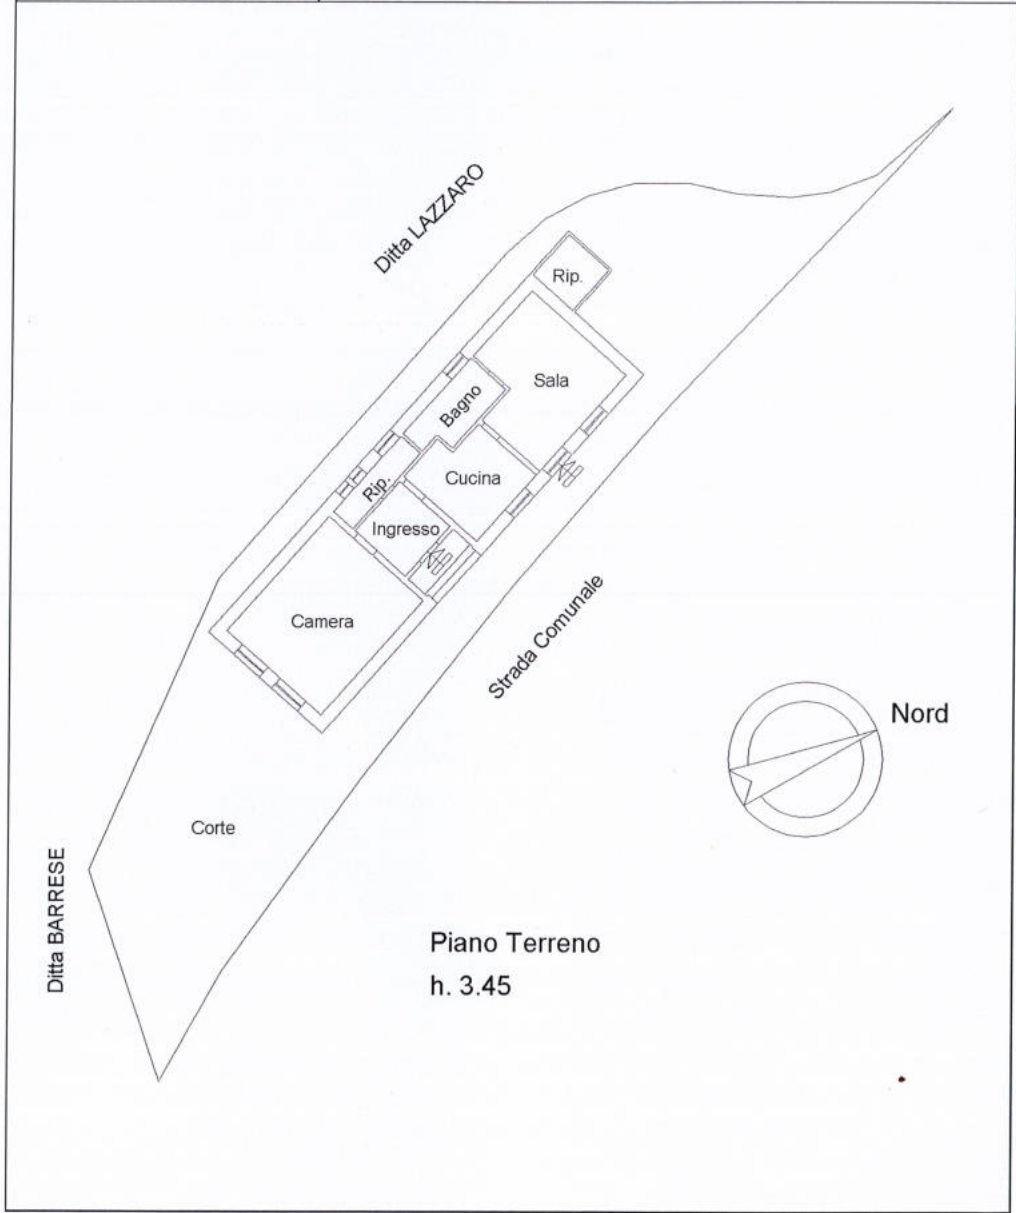 Ditta LAZZARO
Rip.
Sala
Bagno
Cucina
Rip.
Ingresso
Camera
Strada Comunale
Nord
Corte
Ditta BARRESE
Piano Terreno
h. 3.45